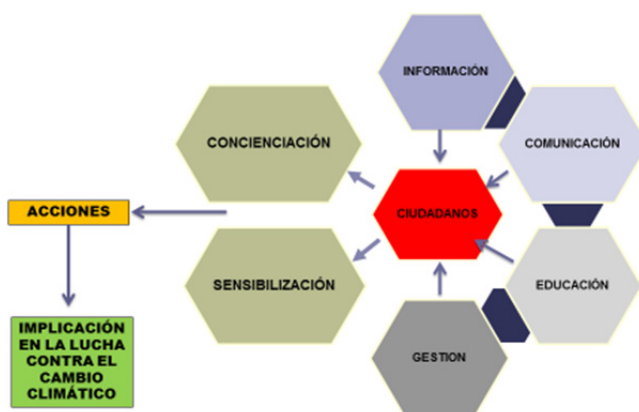 INFORMACIÓN
CONCIENCIACIÓN
COMUNICACIÓN
ACCIONES
CIUDADANOS
SENSIBILIZACIÓN
EDUCACIÓN
IMPLICACIÓN
EN LA LUCHA
CONTRA EL
CAMBIO
CLIMÁTICO
GESTION